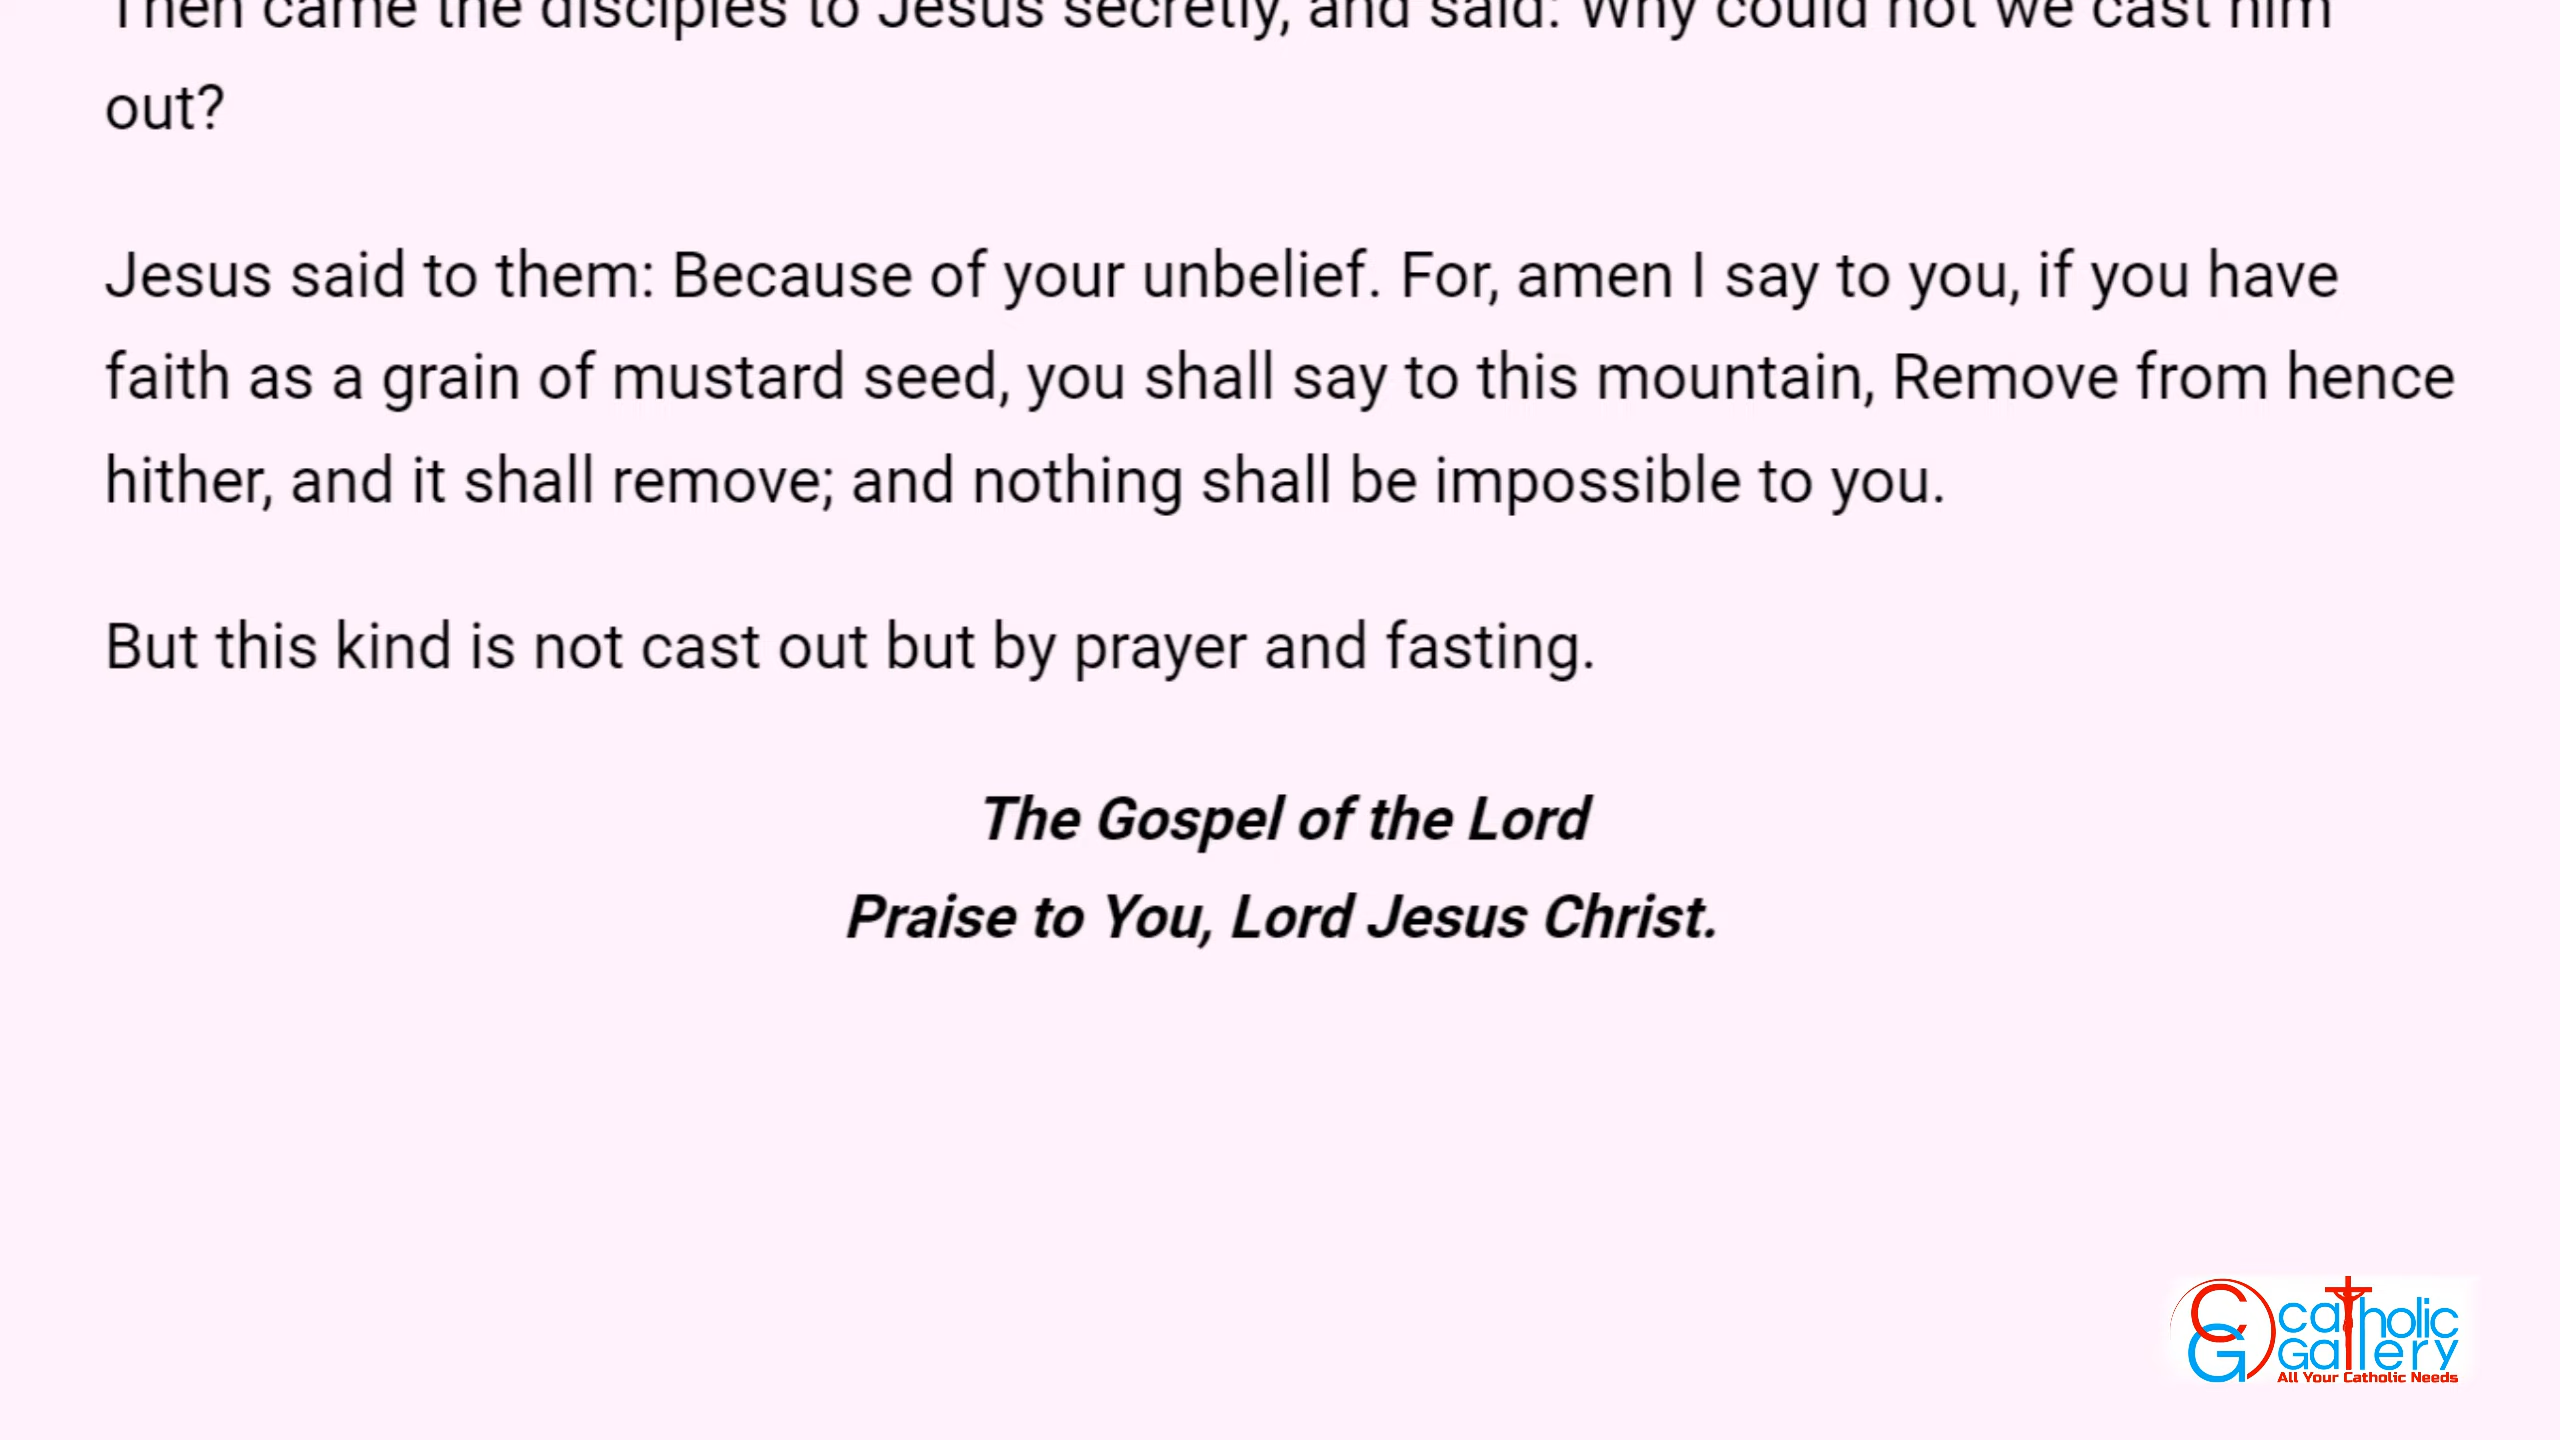 Then came the disciples to Jesus secretly, and said: Why could not we cast him
out?
Jesus said to them: Because of your unbelief. For, amen I say to you, if you have
faith as a grain of mustard seed, you shall say to this mountain, Remove from hence
hither, and it shall remove; and nothing shall be impossible to you.
But this kind is not cast out but by prayer and fasting.
The Gospel of the Lord
Praise to You, Lord Jesus Christ.
CG catholic
Gallery
All Your Catholic Needs